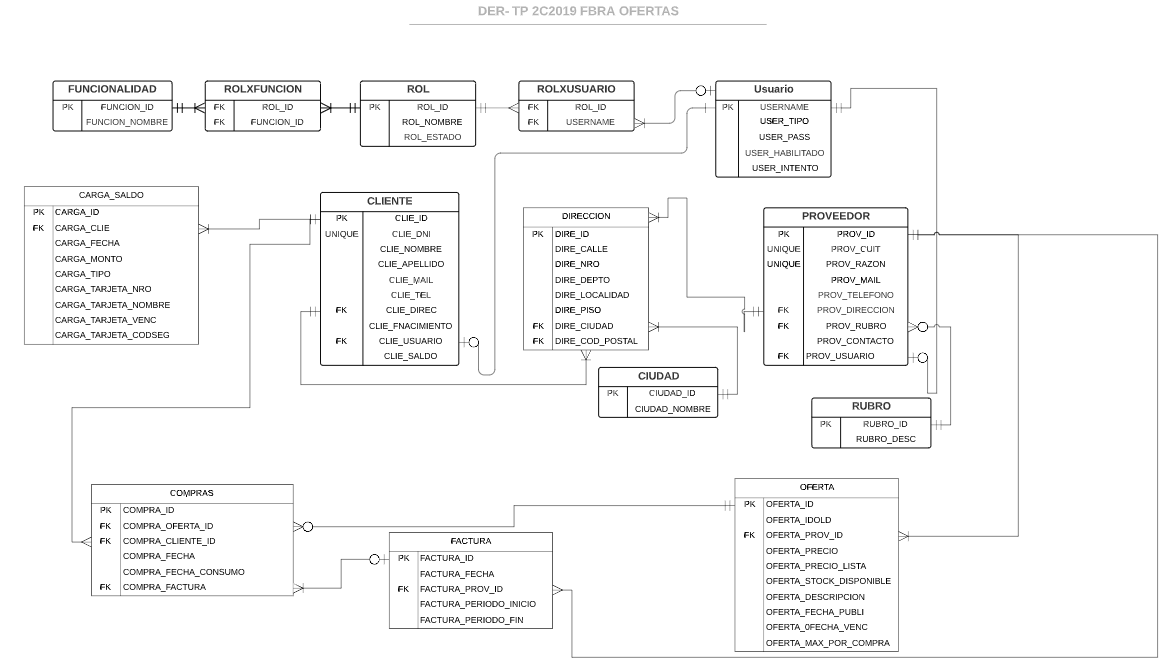 DER- TP 2C2019 FBRA OFERTAS
FUNCIONALIDAD
PK FUNCION_ID
FUNCION_NOMBRE
ROLXFUNCION
FK ROL_ID
FK FUNCION_ID
ROL
PK ROL_ID
ROL_NOMBRE
ROL_ESTADO
ROLXUSUARIO
FK ROL_ID
FK USERNAME
Usuario
PK USERNAME
USER_TIPO
USER_PASS
USER_HABILITADO
USER_INTENTO
CARGA_SALDO
PK CARGA_ID
FK CARGA_CLIE
CARGA_FECHA
CARGA_MONTO
CARGA_TIPO
CARGA_TARJETA_NRO
CARGA_TARJETA_NOMBRE
CARGA_TARJETA_VENC
CARGA_TARJETA_CODSEG
CLIENTE
PK CLIE_ID
UNIQUE CLIE_DNI
CLIE_NOMBRE
CLIE_APELLIDO
CLIE_MAIL
CLIE_TEL
FK CLIE_DIREC
CLIE_FNACIMIENTO
FK CLIE_USUARIO
CLIE_SALDO
DIRECCION
PK DIRE_ID
DIRE_CALLE
DIRE_NRO
DIRE_DEPTO
DIRE_LOCALIDAD
DIRE_PISO
FK DIRE_CIUDAD
FK DIRE_COD_POSTAL
PROVEEDOR
PK PROV_ID
UNIQUE PROV_CUIT
UNIQUE PROV_RAZON
PROV_MAIL
PROV_TELEFONO
FK PROV_DIRECCION
FK PROV_RUBRO
PROV_CONTACTO
FK PROV_USUARIO
CIUDAD
PK CIUDAD_ID
CIUDAD_NOMBRE
RUBRO
PK RUBRO_ID
RUBRO_DESC
COMPRAS
PK COMPRA_ID
FK COMPRA_OFERTA_ID
FK COMPRA_CLIENTE_ID
COMPRA_FECHA
COMPRA_FECHA_CONSUMO
FK COMPRA_FACTURA
FACTURA
PK FACTURA_ID
FACTURA_FECHA
FK FACTURA_PROV_ID
FACTURA_PERIODO_INICIO
FACTURA_PERIODO_FIN
OFERTA
PK OFERTA_ID
OFERTA_IDOLD
FK OFERTA_PROV_ID
OFERTA_PRECIO
OFERTA_PRECIO_LISTA
OFERTA_STOCK_DISPONIBLE
OFERTA_DESCRIPCION
OFERTA_FECHA_PUBLI
OFERTA_0FECHA_VENC
OFERTA_MAX_POR_COMPRA